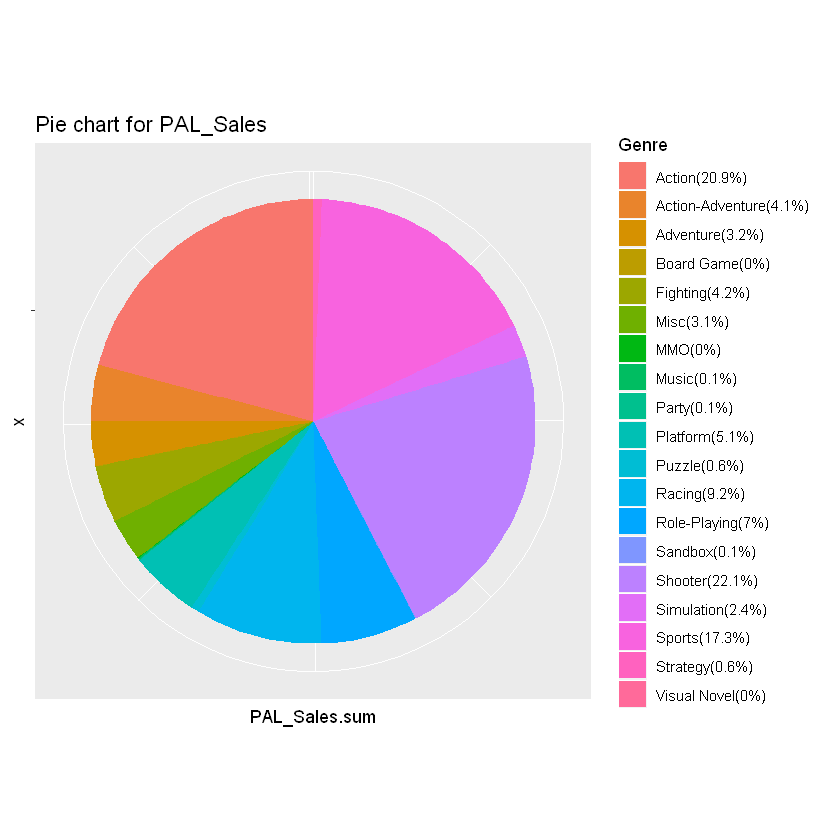 Pie chart for PAL_Sales
x
PAL_Sales.sum
Genre
Action(20.9%)
Action-Adventure(4.1%)
Adventure(3.2%)
Board Game(0%)
Fighting(4.2%)
Misc(3.1%)
MMO(0%)
Music(0.1%)
Party(0.1%)
Platform(5.1%)
Puzzle(0.6%)
Racing(9.2%)
Role-Playing(7%)
Sandbox(0.1%)
Shooter(22.1%)
Simulation(2.4%)
Sports(17.3%)
Strategy(0.6%)
Visual Novel(0%)